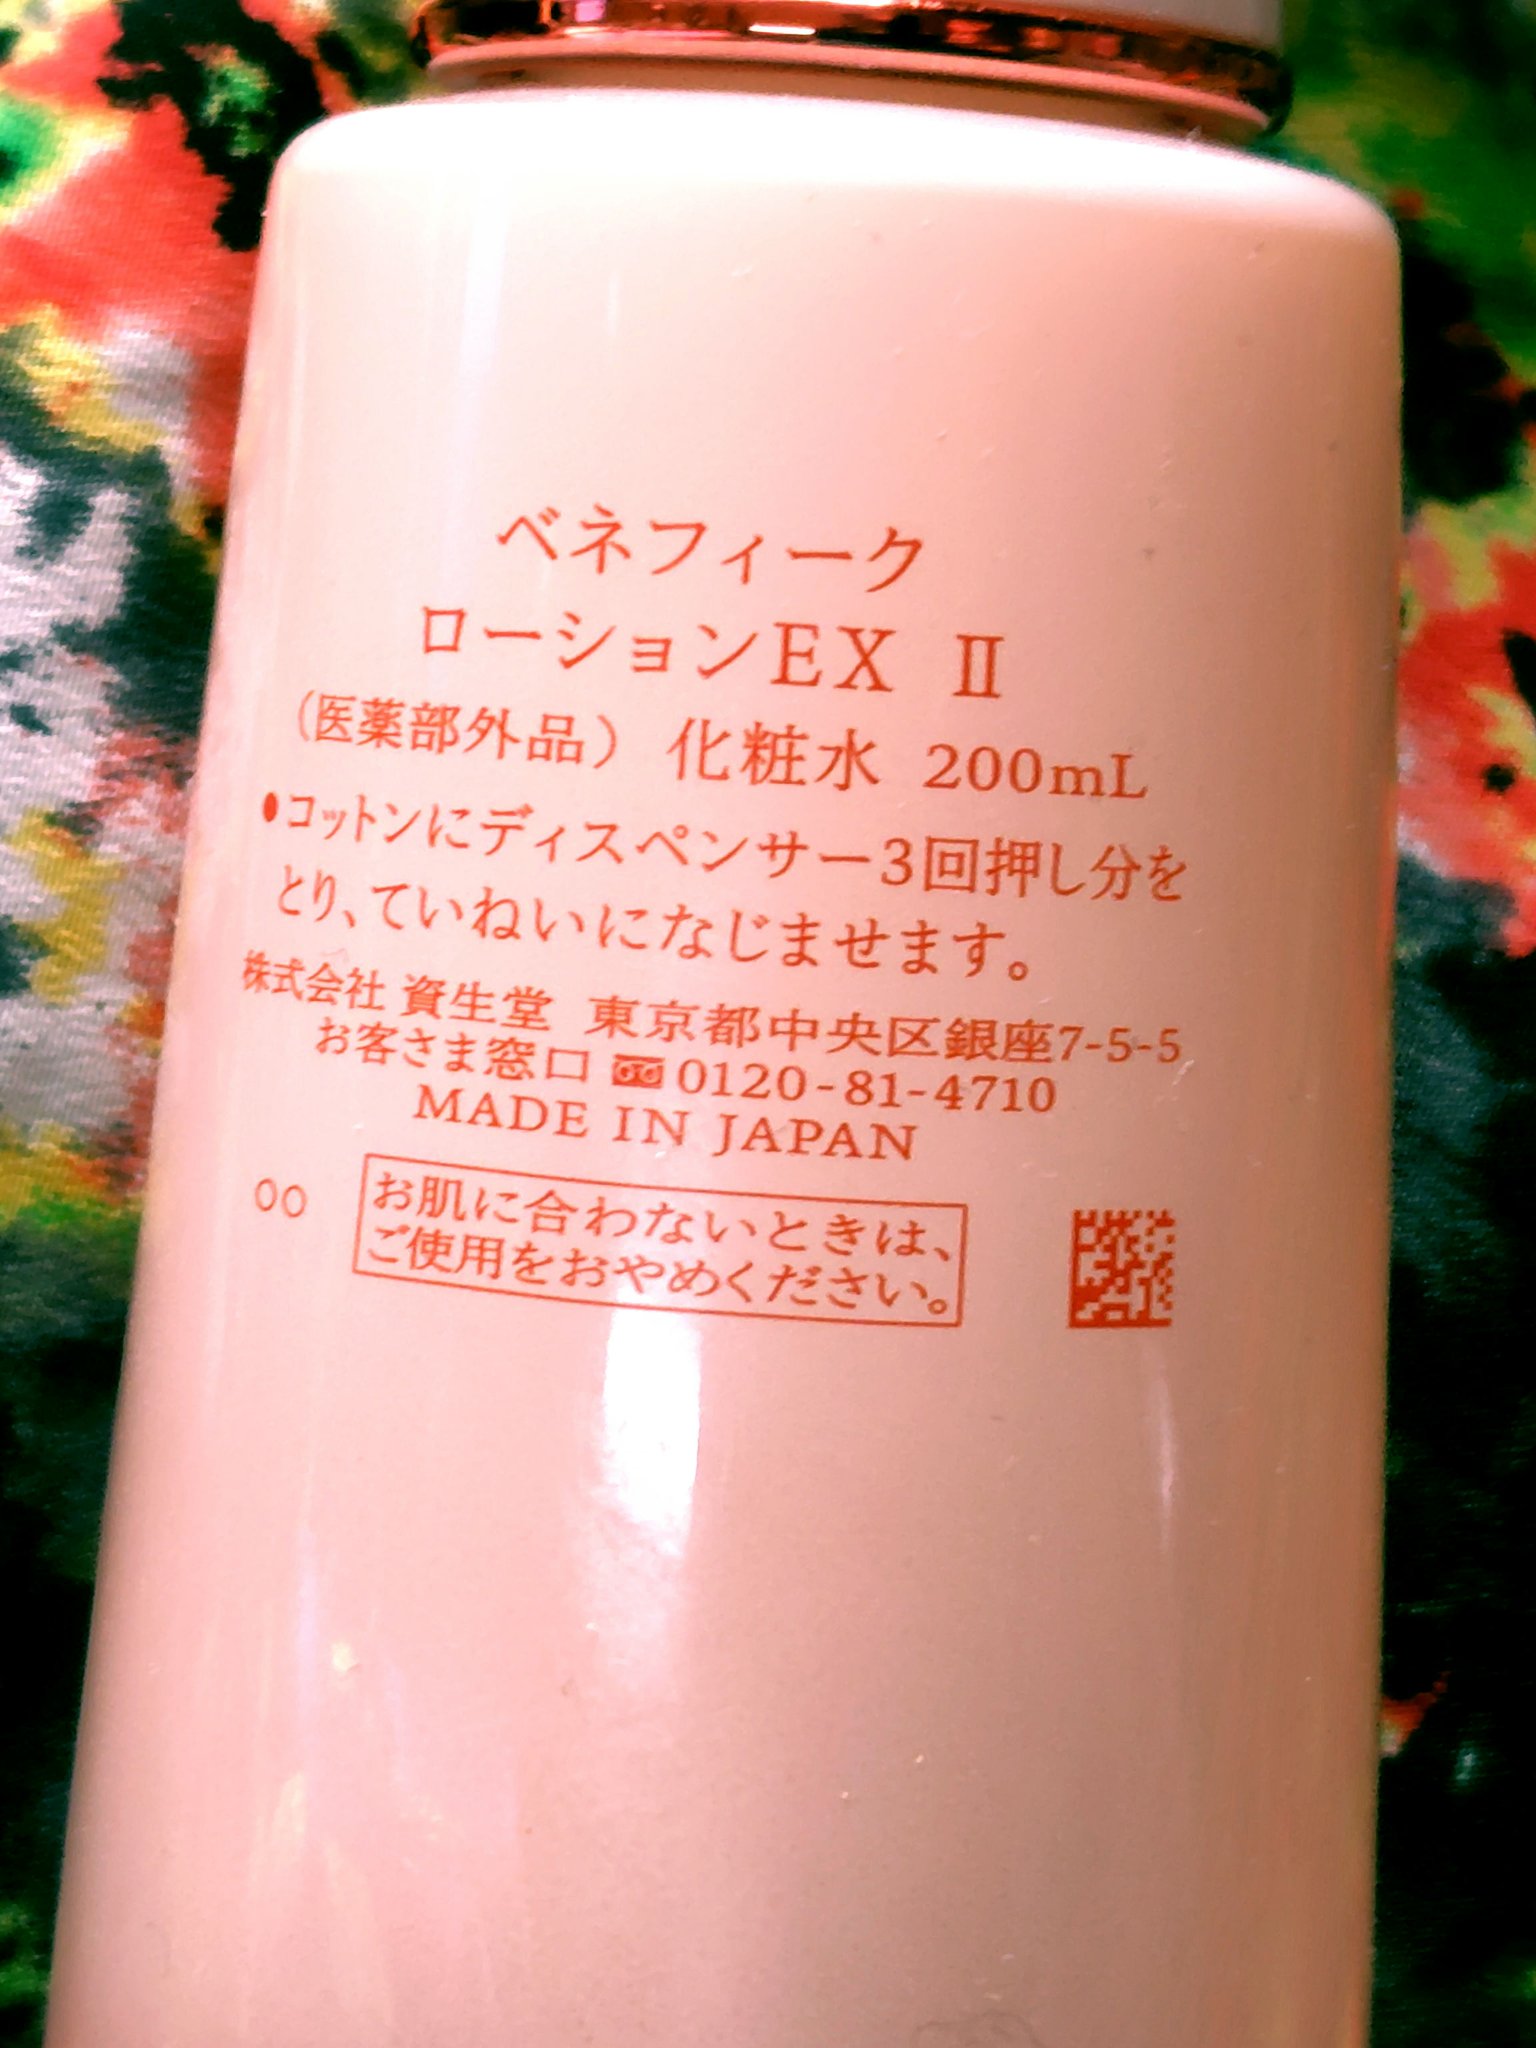 ベネフィーク
ローションEX Ⅱ
（医薬部外品） 化粧水 200mL
●コットンにディスペンサー3回押し分を
とり、ていねいになじませます。
株式会社 資生堂 東京都中央区銀座7-5-5
お客さま窓口 0120-81-4710
MADE IN JAPAN
○○
お肌に合わないときは、
ご使用をおやめください。